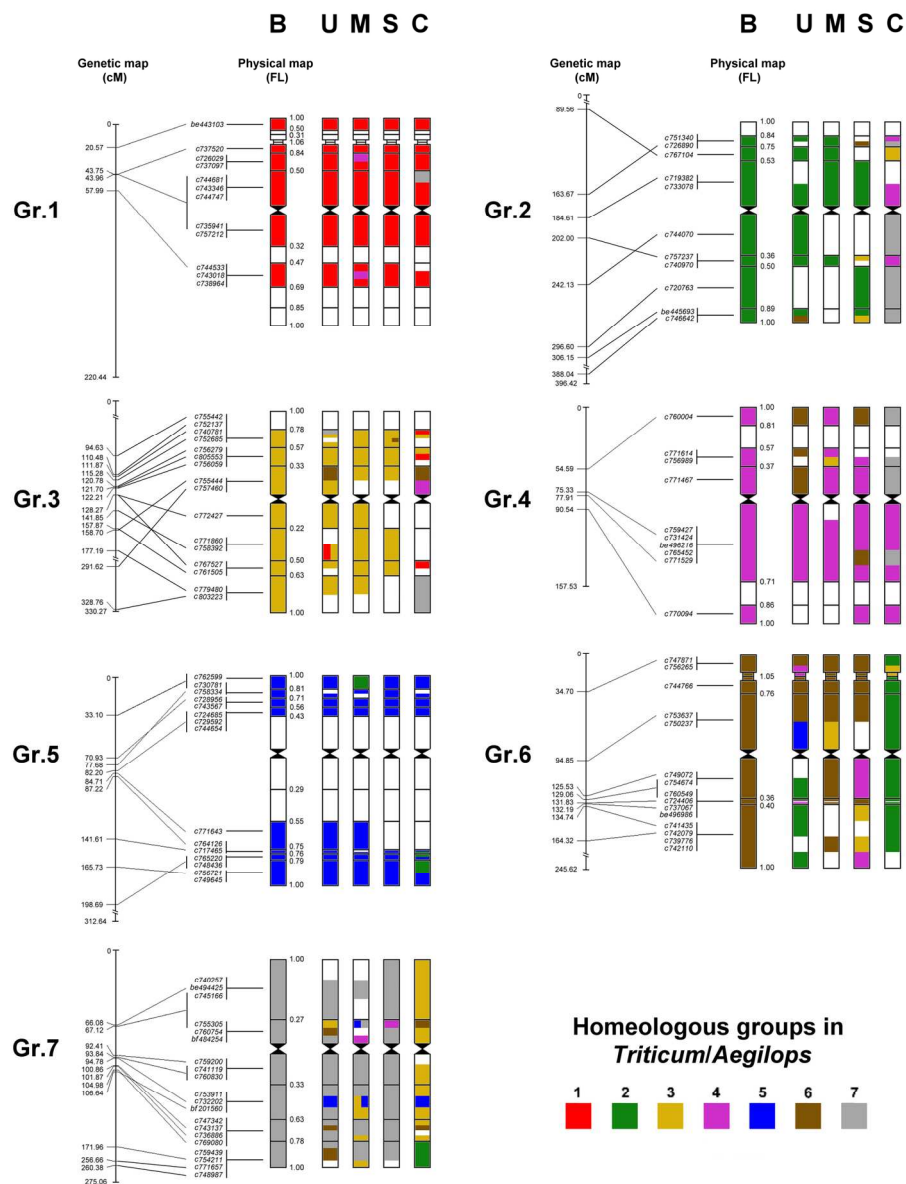 B U M S C
B U M S C
Genetic map (cM)
Physical map (FL)
Genetic map (cM)
Physical map (FL)
Gr.1
0
20.57
43.75
43.96
57.99
220.44
be443103
c737520
c726029
c737097
c744681
c743346
c744747
c735941
c757212
c744533
c743018
c738964
1.00
0.50
0.31
1.06
0.84
0.50
0.32
0.47
0.69
0.85
1.00
Gr.2
0
89.56
163.67
184.61
202.00
242.13
296.60
306.15
388.04
396.42
c751340
c726890
c767104
c719382
c733078
c744070
c757237
c740970
c720763
be445693
c746642
1.00
0.84
0.75
0.53
0.36
0.50
0.89
1.00
Gr.3
0
94.63
110.48
111.87
115.28
120.78
121.70
122.21
128.27
141.85
157.87
158.70
177.19
291.62
328.76
330.27
c755442
c752137
c740781
c752685
c756279
c805553
c756059
c755444
c757460
c772427
c771860
c758392
c767527
c761505
c779480
c803223
1.00
0.78
0.57
0.33
0.22
0.50
0.63
1.00
Gr.4
0
54.59
75.33
77.91
90.54
157.53
c760004
c771614
c756989
c771467
c759427
c731424
be496216
c765452
c771529
c770094
1.00
0.81
0.57
0.37
0.71
0.86
1.00
Gr.5
0
33.10
70.93
77.68
82.20
84.71
87.22
141.61
165.73
198.69
312.64
c762599
c730781
c758334
c728956
c743567
c724685
c729592
c744654
c771643
c764126
c717465
c765220
c748436
c756721
c749645
1.00
0.81
0.71
0.56
0.43
0.29
0.55
0.75
0.76
0.79
1.00
Gr.6
0
34.70
94.85
125.53
129.06
131.83
132.19
134.74
164.32
245.62
c747871
c756265
c744766
c753637
c750237
c749072
c754674
c760549
c724406
c737067
be496986
c741435
c742079
c739776
c742110
1.05
0.76
0.36
0.40
1.00
Gr.7
0
66.08
67.12
92.41
93.84
94.78
100.86
101.87
104.98
106.64
171.96
256.66
260.38
275.06
c740257
be494425
c745166
c755305
c760754
bf484254
c759200
c741119
c760830
c753911
c732202
bf201560
c747342
c743137
c736886
c769080
c759439
c754211
c771657
c748987
1.00
0.27
0.33
0.63
0.78
1.00
Homeologous groups in
Triticum/Aegilops
1 2 3 4 5 6 7